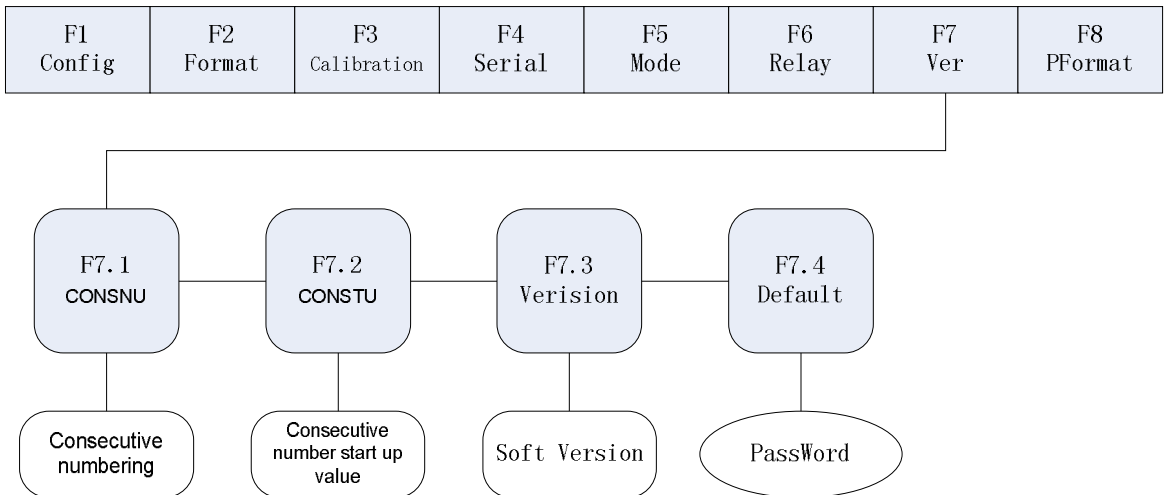 F1 F2 F3 F4 F5 F6 F7 F8
Config Format Calibration Serial Mode Relay Ver PFormat
F7.1 F7.2 F7.3 F7.4
CONSNU CONSTU Verision Default
Consecutive
numbering
Consecutive
number start up
value
Soft Version
PassWord